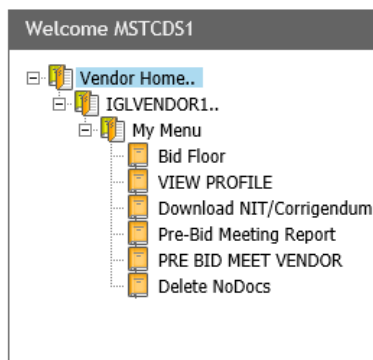 Welcome MSTCDS1
Vendor Home..
IGLVENDOR1..
My Menu
Bid Floor
VIEW PROFILE
Download NIT/Corrigendum
Pre-Bid Meeting Report
PRE BID MEET VENDOR
Delete NoDocs